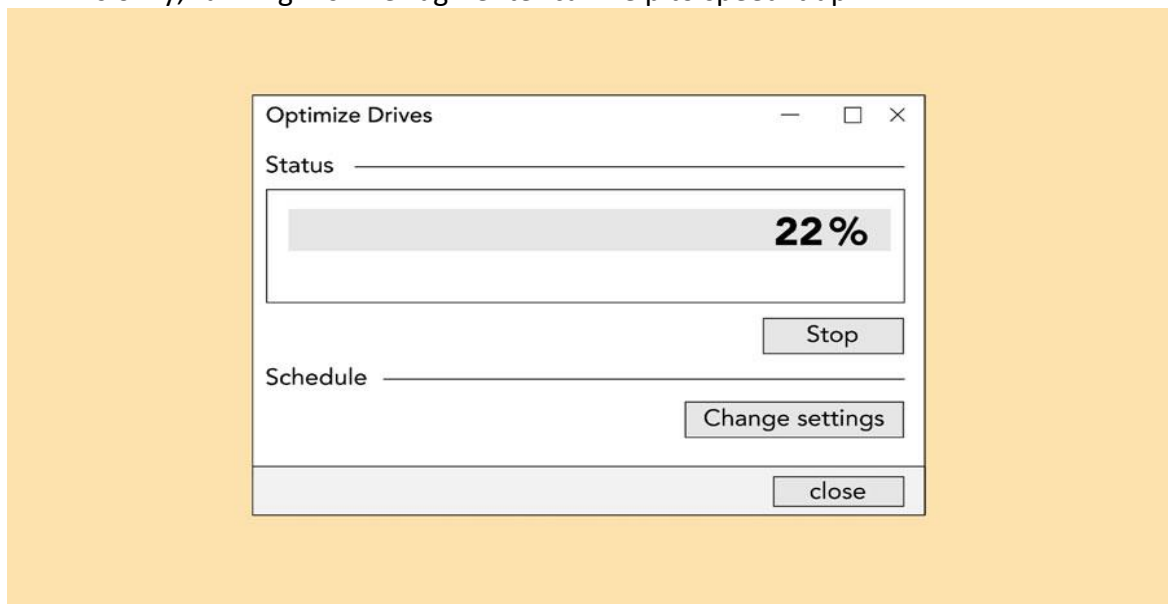 Optimize Drives
Status
22%
Stop
Schedule
Change settings
close